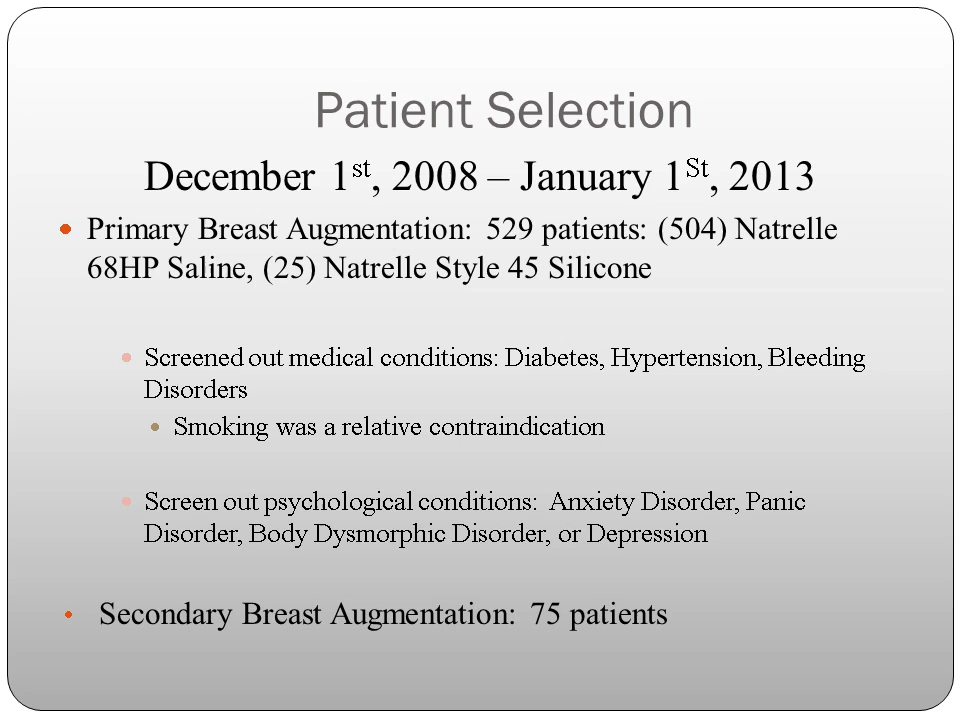 Patient Selection
December 1st, 2008 – January 1St, 2013
Primary Breast Augmentation: 529 patients: (504) Natrelle
68HP Saline, (25) Natrelle Style 45 Silicone
Screened out medical conditions: Diabetes, Hypertension, Bleeding
Disorders
Smoking was a relative contraindication
Screen out psychological conditions: Anxiety Disorder, Panic
Disorder, Body Dysmorphic Disorder, or Depression
Secondary Breast Augmentation: 75 patients